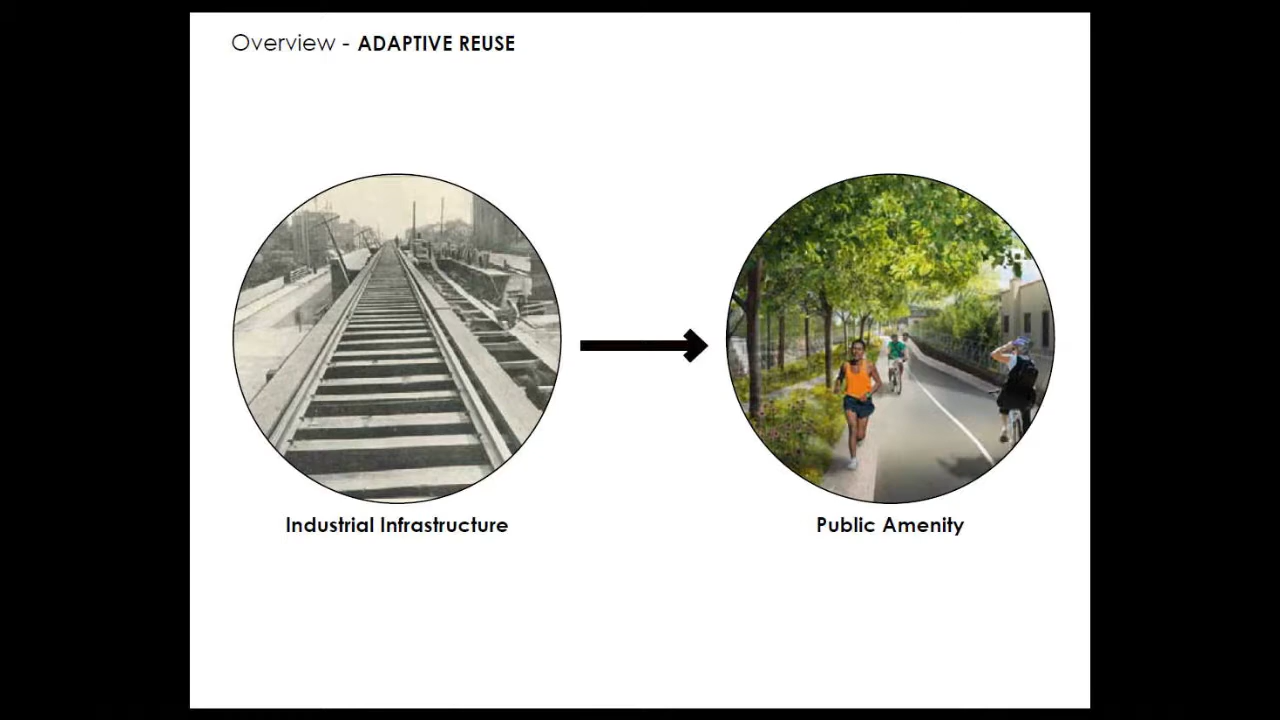 Overview - ADAPTIVE REUSE
Industrial Infrastructure
Public Amenity